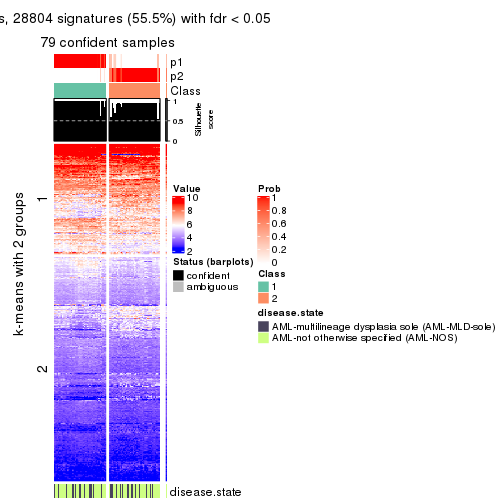 s, 28804 signatures (55.5%) with fdr < 0.05
79 confident samples
p1
p2
Class
1
0.5
0
Silhouette
score
k-means with 2 groups
1
2
Value
10
8
6
4
2
Status (barplots)
confident
ambiguous
Prob
1
0.8
0.6
0.4
0.2
0
Class
1
2
disease.state
AML-multilineage dysplasia sole (AML-MLD-sole)
AML-not otherwise specified (AML-NOS)
disease.state